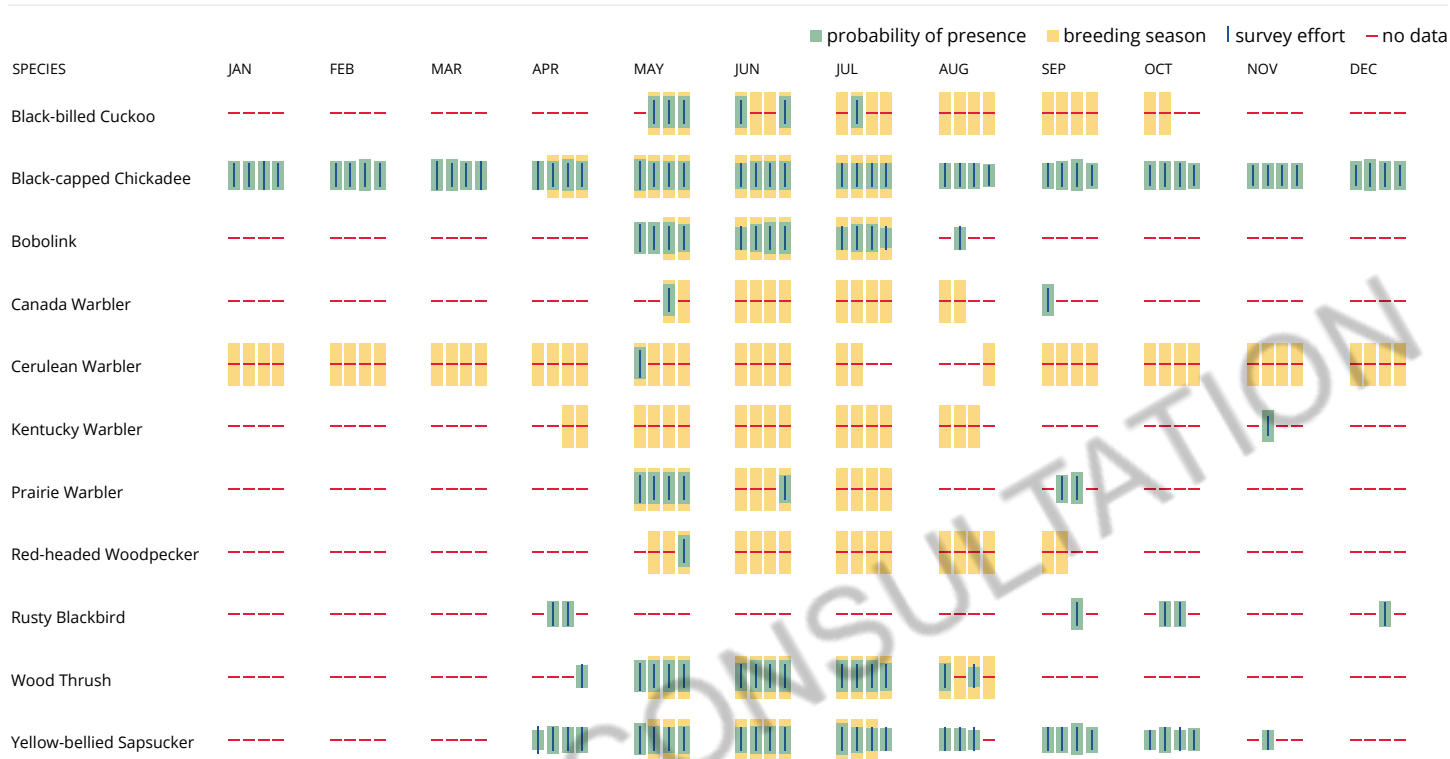 probability of presence breeding season survey effort no data
SPECIES JAN FEB MAR APR MAY JUN JUL AUG SEP OCT NOV DEC
Black-billed Cuckoo
Black-capped Chickadee
Bobolink
Canada Warbler
Cerulean Warbler
Kentucky Warbler
Prairie Warbler
Red-headed Woodpecker
Rusty Blackbird
Wood Thrush
Yellow-bellied Sapsucker
CONSULTATION